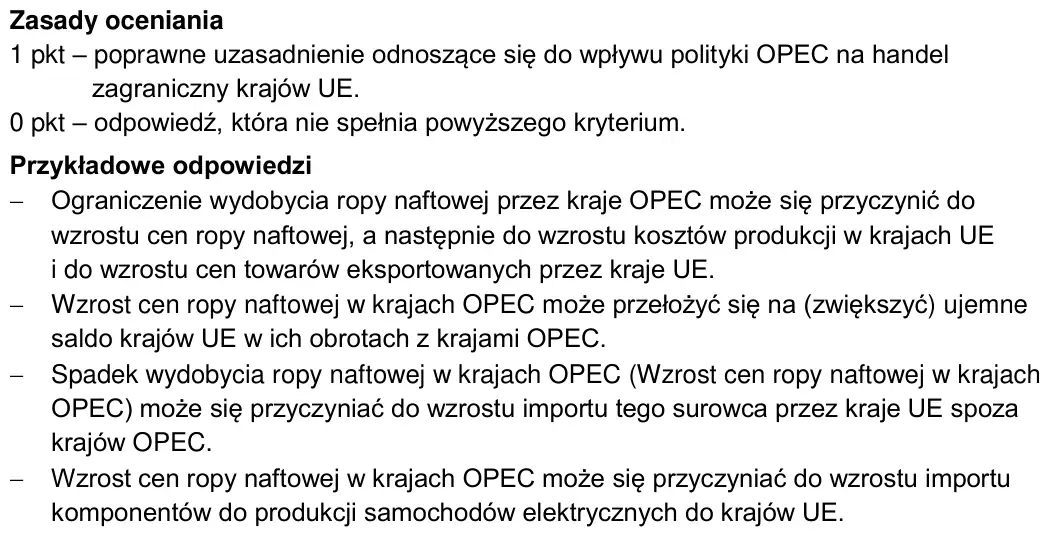 Zasady oceniania
1 pkt – poprawne uzasadnienie odnoszące się do wpływu polityki OPEC na handel
zagraniczny krajów UE.
0 pkt – odpowiedź, która nie spełnia powyższego kryterium.
Przykładowe odpowiedzi
− Ograniczenie wydobycia ropy naftowej przez kraje OPEC może się przyczynić do
wzrostu cen ropy naftowej, a następnie do wzrostu kosztów produkcji w krajach UE
i do wzrostu cen towarów eksportowanych przez kraje UE.
− Wzrost cen ropy naftowej w krajach OPEC może przełożyć się na (zwiększyć) ujemne
saldo krajów UE w ich obrotach z krajami OPEC.
− Spadek wydobycia ropy naftowej w krajach OPEC (Wzrost cen ropy naftowej w krajach
OPEC) może się przyczyniać do wzrostu importu tego surowca przez kraje UE spoza
krajów OPEC.
− Wzrost cen ropy naftowej w krajach OPEC może się przyczyniać do wzrostu importu
komponentów do produkcji samochodów elektrycznych do krajów UE.